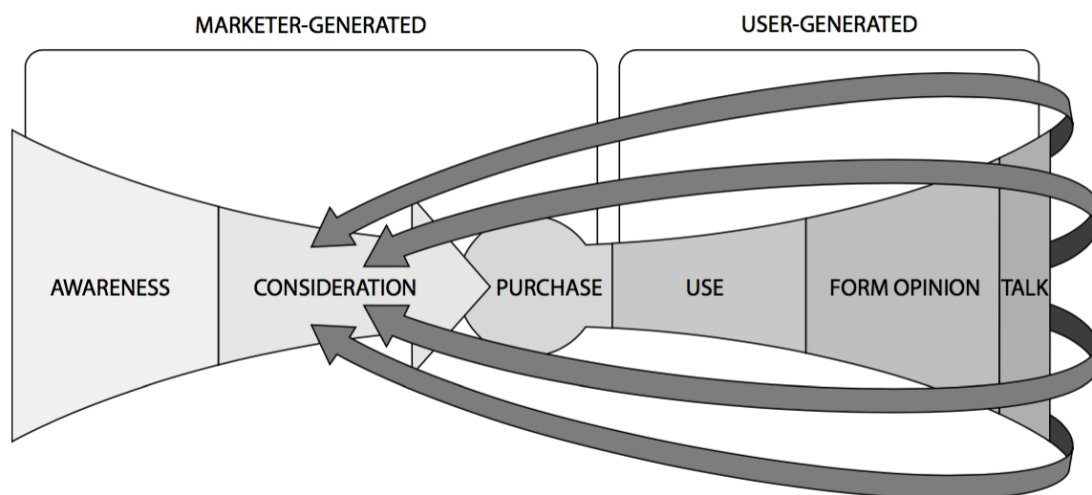 MARKETER-GENERATED USER-GENERATED
AWARENESS CONSIDERATION PURCHASE USE FORM OPINION TALK